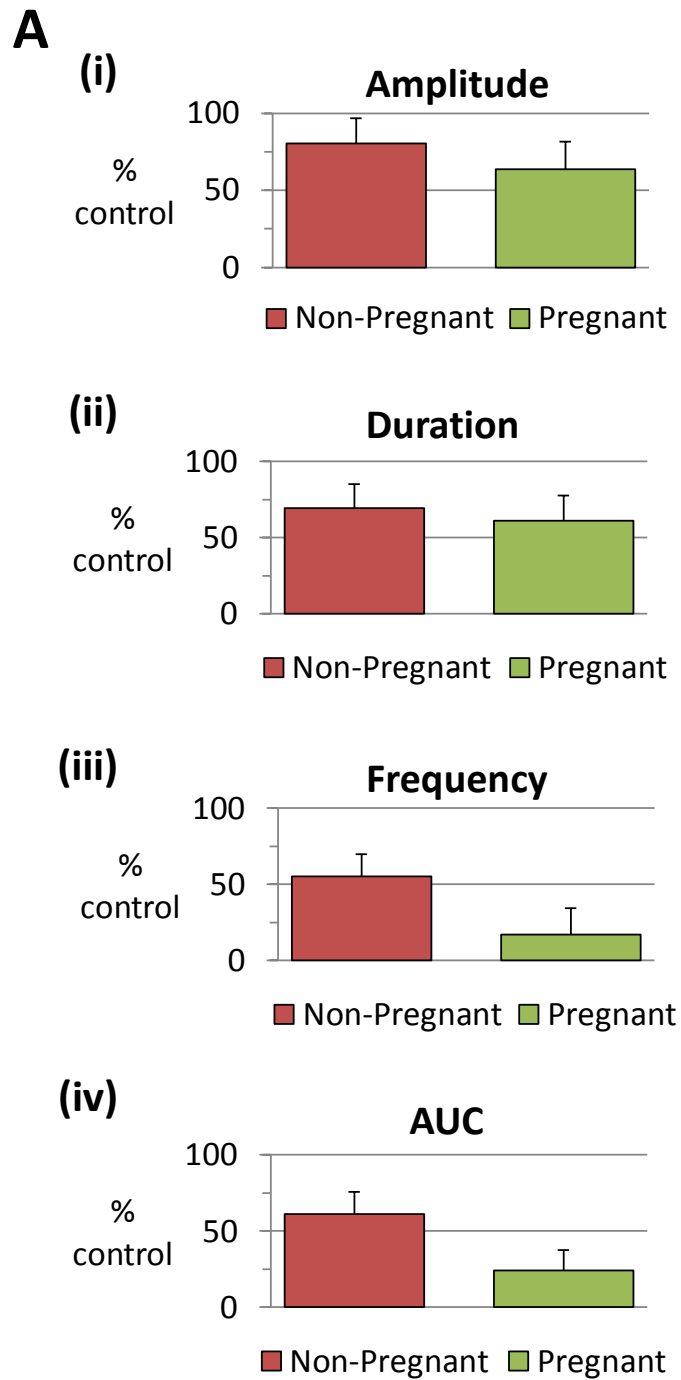 A
(i)
Amplitude
100
%
control
50
0
Non-Pregnant Pregnant
(ii)
Duration
100
%
control
50
0
Non-Pregnant Pregnant
(iii)
Frequency
100
%
control
50
0
Non-Pregnant Pregnant
(iv)
AUC
100
%
control
50
0
Non-Pregnant Pregnant